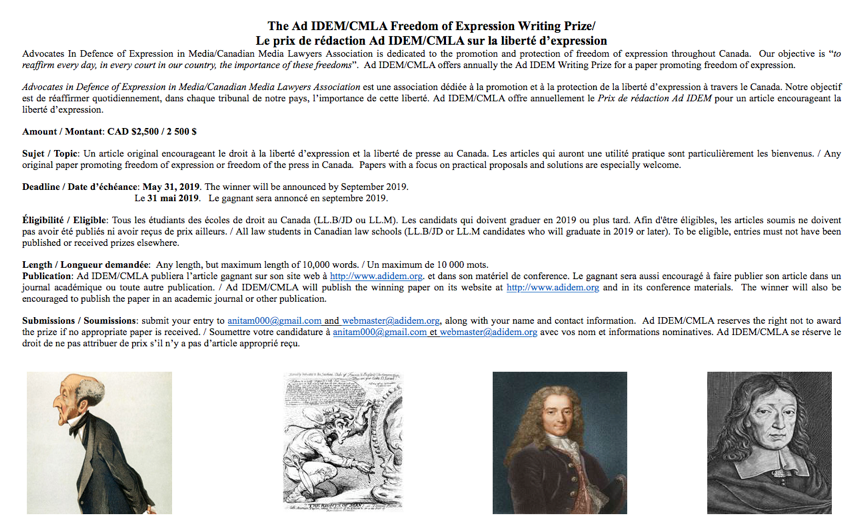 The Ad IDEM/CMLA Freedom of Expression Writing Prize/
Le prix de rédaction Ad IDEM/CMLA sur la liberté d’expression
Advocates In Defence of Expression in Media/Canadian Media Lawyers Association is dedicated to the promotion and protection of freedom of expression throughout Canada. Our objective is “to
reaffirm every day, in every court in our country, the importance of these freedoms”. Ad IDEM/CMLA offers annually the Ad IDEM Writing Prize for a paper promoting freedom of expression.
Advocates in Defence of Expression in Media/Canadian Media Lawyers Association est une association dédiée à la promotion et à la protection de la liberté d’expression à travers le Canada. Notre objectif
est de réaffirmer quotidiennement, dans chaque tribunal de notre pays, l’importance de cette liberté. Ad IDEM/CMLA offre annuellement le Prix de rédaction Ad IDEM pour un article encourageant la
liberté d’expression.
Amount / Montant: CAD $2,500 / 2 500 $
Sujet / Topic: Un article original encourageant le droit à la liberté d’expression et la liberté de presse au Canada. Les articles qui auront une utilité pratique sont particulièrement les bienvenus. / Any
original paper promoting freedom of expression or freedom of the press in Canada. Papers with a focus on practical proposals and solutions are especially welcome.
Deadline / Date d’échéance: May 31, 2019. The winner will be announced by September 2019.
Le 31 mai 2019. Le gagnant sera annoncé en septembre 2019.
Éligibilité / Eligible: Tous les étudiants des écoles de droit au Canada (LL.B/JD ou LL.M). Les candidats qui doivent graduer en 2019 ou plus tard. Afin d'être éligibles, les articles soumis ne doivent
pas avoir été publiés ni avoir reçus de prix ailleurs. / All law students in Canadian law schools (LL.B/JD or LL.M candidates who will graduate in 2019 or later). To be eligible, entries must not have been
published or received prizes elsewhere.
Length / Longueur demandée: Any length, but maximum length of 10,000 words. / Un maximum de 10 000 mots.
Publication: Ad IDEM/CMLA publiera l’article gagnant sur son site web à http://www.adidem.org. et dans son matériel de conference. Le gagnant sera aussi encouragé à faire publier son article dans un
journal académique ou toute autre publication. / Ad IDEM/CMLA will publish the winning paper on its website at http://www.adidem.org and in its conference materials. The winner will also be
encouraged to publish the paper in an academic journal or other publication.
Submissions / Soumissions: submit your entry to anitam000@gmail.com and webmaster@adidem.org, along with your name and contact information. Ad IDEM/CMLA reserves the right not to award
the prize if no appropriate paper is received. / Soumettre votre candidature à anitam000@gmail.com et webmaster@adidem.org avec vos nom et informations nominatives. Ad IDEM/CMLA se réserve le
droit de ne pas attribuer de prix s’il n’y a pas d’article approprié reçu.
The RIGHTS of MAN